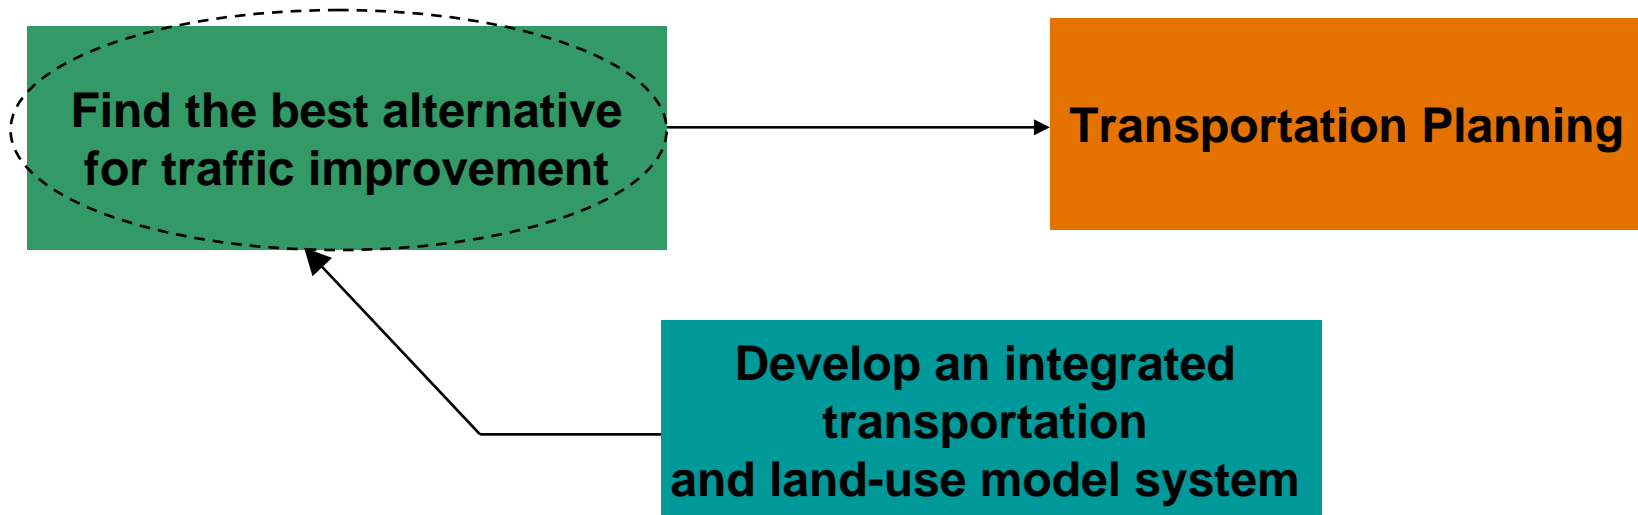 Find the best alternative
for traffic improvement
Transportation Planning
Develop an integrated
transportation
and land-use model system